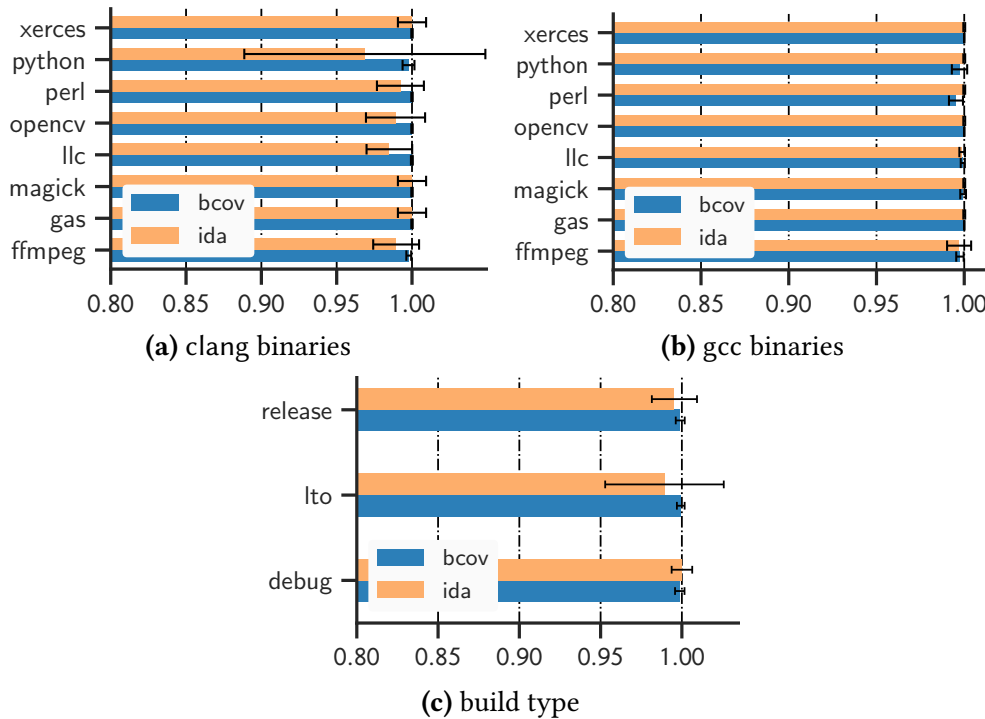 xerces
python
perl
opencv
llc
magick
gas
ffmpeg
bcov
ida
0.80 0.85 0.90 0.95 1.00
(a) clang binaries
xerces
python
perl
opencv
llc
magick
gas
ffmpeg
bcov
ida
0.80 0.85 0.90 0.95 1.00
(b) gcc binaries
release
lto
debug
bcov
ida
0.80 0.85 0.90 0.95 1.00
(c) build type